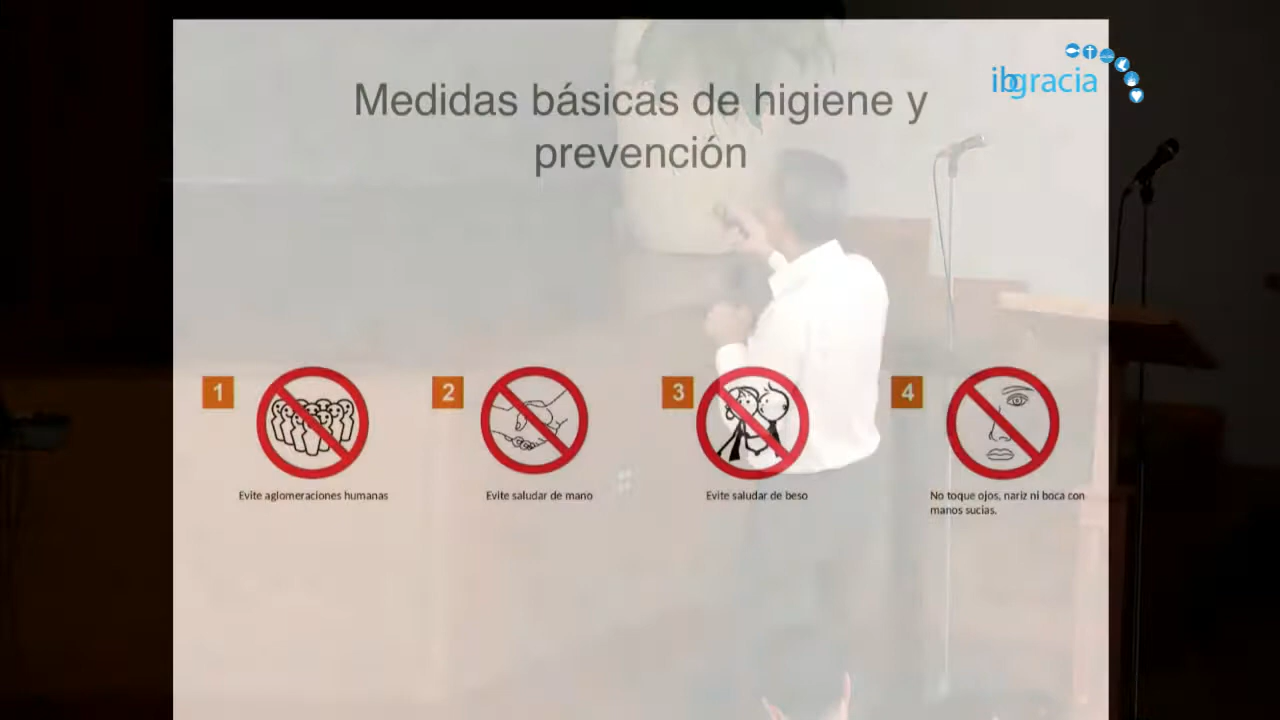 ibgracia
Medidas básicas de higiene y
prevención
1
2
3
4
Evite aglomeraciones humanas
Evite saludar de mano
Evite saludar de beso
No toque ojos, nariz ni boca con
manos sucias.